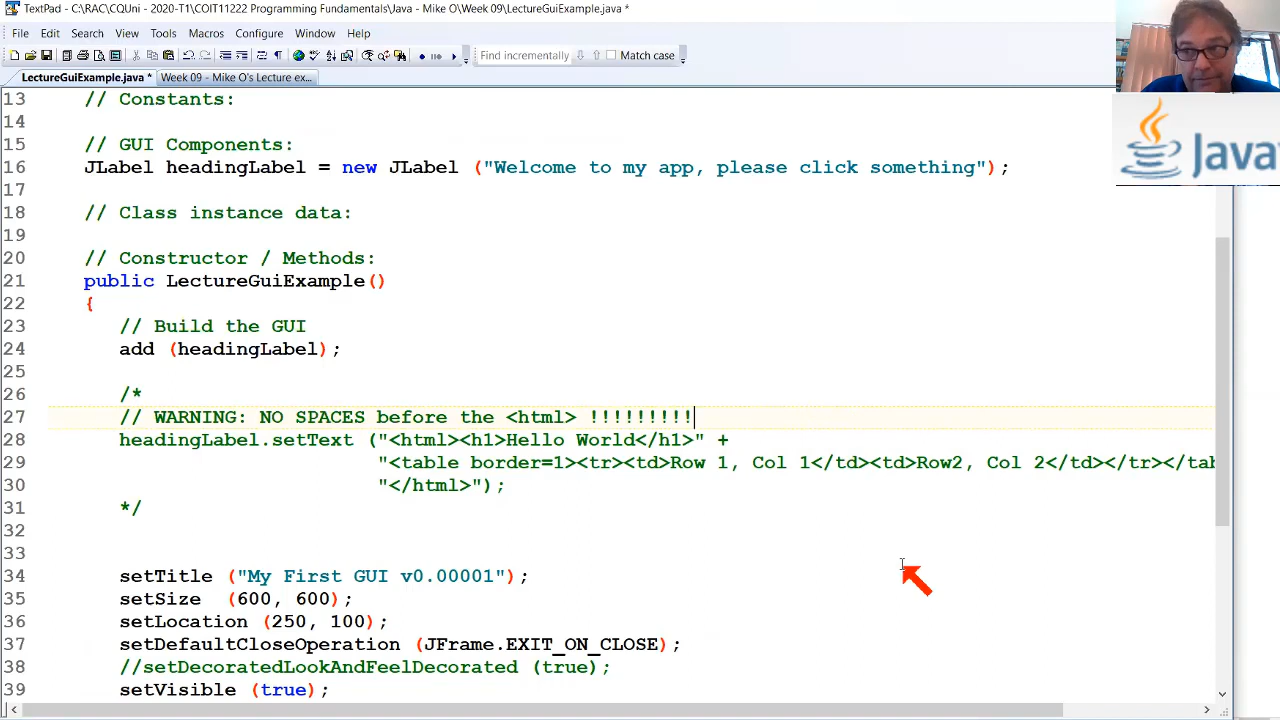 TextPad - C:\RAC\CQUni - 2020-T1\COIT11222 Programming Fundamentals\Java - Mike O\Week 09\LectureGuiExample.java *
File Edit Search View Tools Macros Configure Window Help
Find incrementally Match case
LectureGuiExample.java * Week 09 - Mike O's Lecture ex...
13 // Constants:
14
15 // GUI Components:
16 JLabel headingLabel = new JLabel ("Welcome to my app, please click something");
17
18 // Class instance data:
19
20 // Constructor / Methods:
21 public LectureGuiExample()
22 {
23 // Build the GUI
24 add (headingLabel);
25
26 /*
27 // WARNING: NO SPACES before the <html> !!!!!!!!!
28 headingLabel.setText ("<html><h1>Hello World</h1>" +
29 "<table border=1><tr><td>Row 1, Col 1</td><td>Row2, Col 2</td></tr></tab
30 "</html>");
31 */
32
33
34 setTitle ("My First GUI v0.00001");
35 setSize (600, 600);
36 setLocation (250, 100);
37 setDefaultCloseOperation (JFrame.EXIT_ON_CLOSE);
38 //setDecoratedLookAndFeelDecorated (true);
39 setVisible (true);
Java